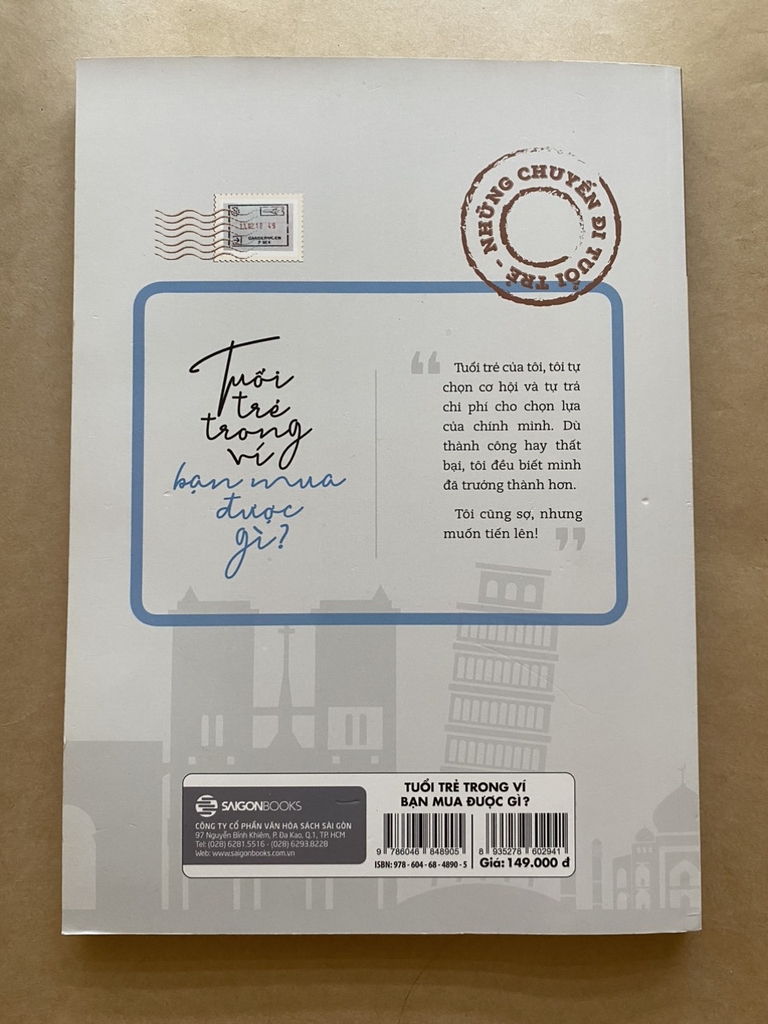 NHỮNG CHUYẾN ĐI TUỔI TRẺ -
11.02.17 49
Tuổi
trẻ
trong
ví
bạn mua
được
gì?
“
Tuổi trẻ của tôi, tôi tự
chọn cơ hội và tự trả
chi phí cho chọn lựa
của chính mình. Dù
thành công hay thất
bại, tôi đều biết mình
đã trưởng thành hơn.
Tôi cũng sợ, nhưng
muốn tiến lên!
”
SAIGONBOOKS
CÔNG TY CỔ PHẦN VĂN HÓA SÁCH SÀI GÒN
97 Nguyễn Bỉnh Khiêm, P. Đa Kao, Q.1, TP. HCM
Tel: (028) 6281.5516 - (028) 6293.8228
Web: www.saigonbooks.com.vn
TUỔI TRẺ TRONG VÍ
BẠN MUA ĐƯỢC GÌ?
9 786046 848905
8 935278 602941
ISBN: 978 - 604 - 68 - 4890 - 5
Giá: 149.000 đ